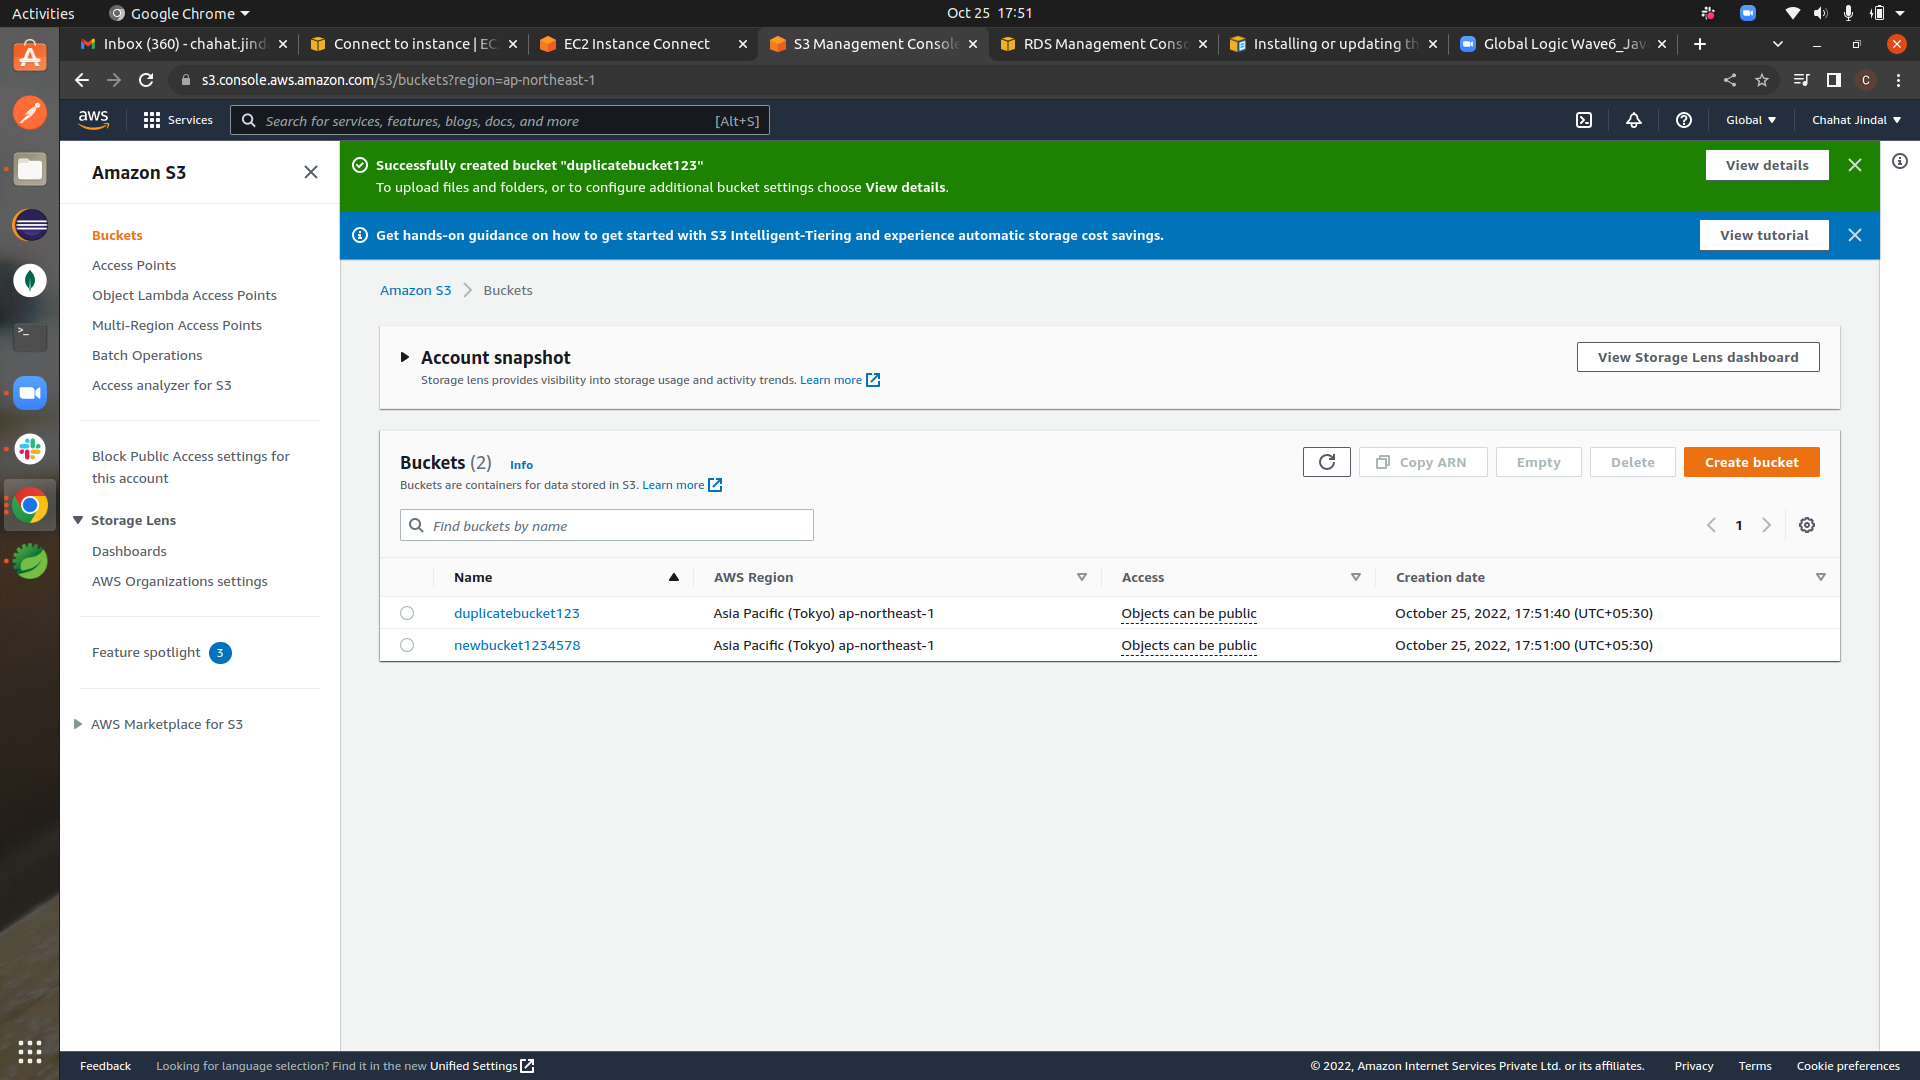 Activities
Google Chrome
Oct 25 17:51
Inbox (360) - chahat.jind
Connect to instance | EC
EC2 Instance Connect
S3 Management Console
RDS Management Conso
Installing or updating th
Global Logic Wave6_Jav
s3.console.aws.amazon.com/s3/buckets?region=ap-northeast-1
C
aws
Services
Search for services, features, blogs, docs, and more
[Alt+S]
Global
Chahat Jindal
Amazon S3
Buckets
Access Points
Object Lambda Access Points
Multi-Region Access Points
Batch Operations
Access analyzer for S3
Block Public Access settings for
this account
Storage Lens
Dashboards
AWS Organizations settings
Feature spotlight 3
AWS Marketplace for S3
Successfully created bucket "duplicatebucket123"
To upload files and folders, or to configure additional bucket settings choose View details.
View details
Get hands-on guidance on how to get started with S3 Intelligent-Tiering and experience automatic storage cost savings.
View tutorial
Amazon S3 Buckets
Account snapshot
Storage lens provides visibility into storage usage and activity trends. Learn more
View Storage Lens dashboard
Buckets (2) Info
Buckets are containers for data stored in S3. Learn more
Copy ARN
Empty
Delete
Create bucket
Find buckets by name
1
Name AWS Region Access Creation date
duplicatebucket123 Asia Pacific (Tokyo) ap-northeast-1 Objects can be public October 25, 2022, 17:51:40 (UTC+05:30)
newbucket1234578 Asia Pacific (Tokyo) ap-northeast-1 Objects can be public October 25, 2022, 17:51:00 (UTC+05:30)
Feedback
Looking for language selection? Find it in the new Unified Settings
© 2022, Amazon Internet Services Private Ltd. or its affiliates.
Privacy
Terms
Cookie preferences